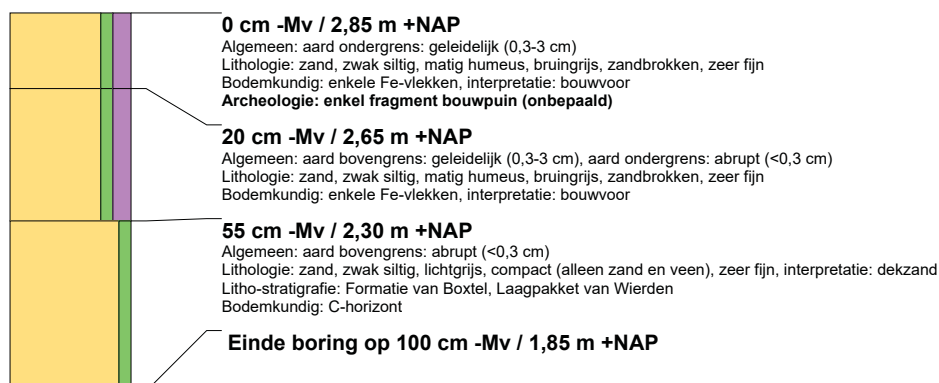 0 cm -Mv / 2,85 m +NAP
Algemeen: aard ondergrens: geleidelijk (0,3-3 cm)
Lithologie: zand, zwak siltig, matig humeus, bruingrijs, zandbrokken, zeer fijn
Bodemkundig: enkele Fe-vlekken, interpretatie: bouwvoor
Archeologie: enkel fragment bouwpuin (onbepaald)
20 cm -Mv / 2,65 m +NAP
Algemeen: aard bovengrens: geleidelijk (0,3-3 cm), aard ondergrens: abrupt (<0,3 cm)
Lithologie: zand, zwak siltig, matig humeus, bruingrijs, zandbrokken, zeer fijn
Bodemkundig: enkele Fe-vlekken, interpretatie: bouwvoor
55 cm -Mv / 2,30 m +NAP
Algemeen: aard bovengrens: abrupt (<0,3 cm)
Lithologie: zand, zwak siltig, lichtgrijs, compact (alleen zand en veen), zeer fijn, interpretatie: dekzand
Litho-stratigrafie: Formatie van Boxtel, Laagpakket van Wierden
Bodemkundig: C-horizont
Einde boring op 100 cm -Mv / 1,85 m +NAP